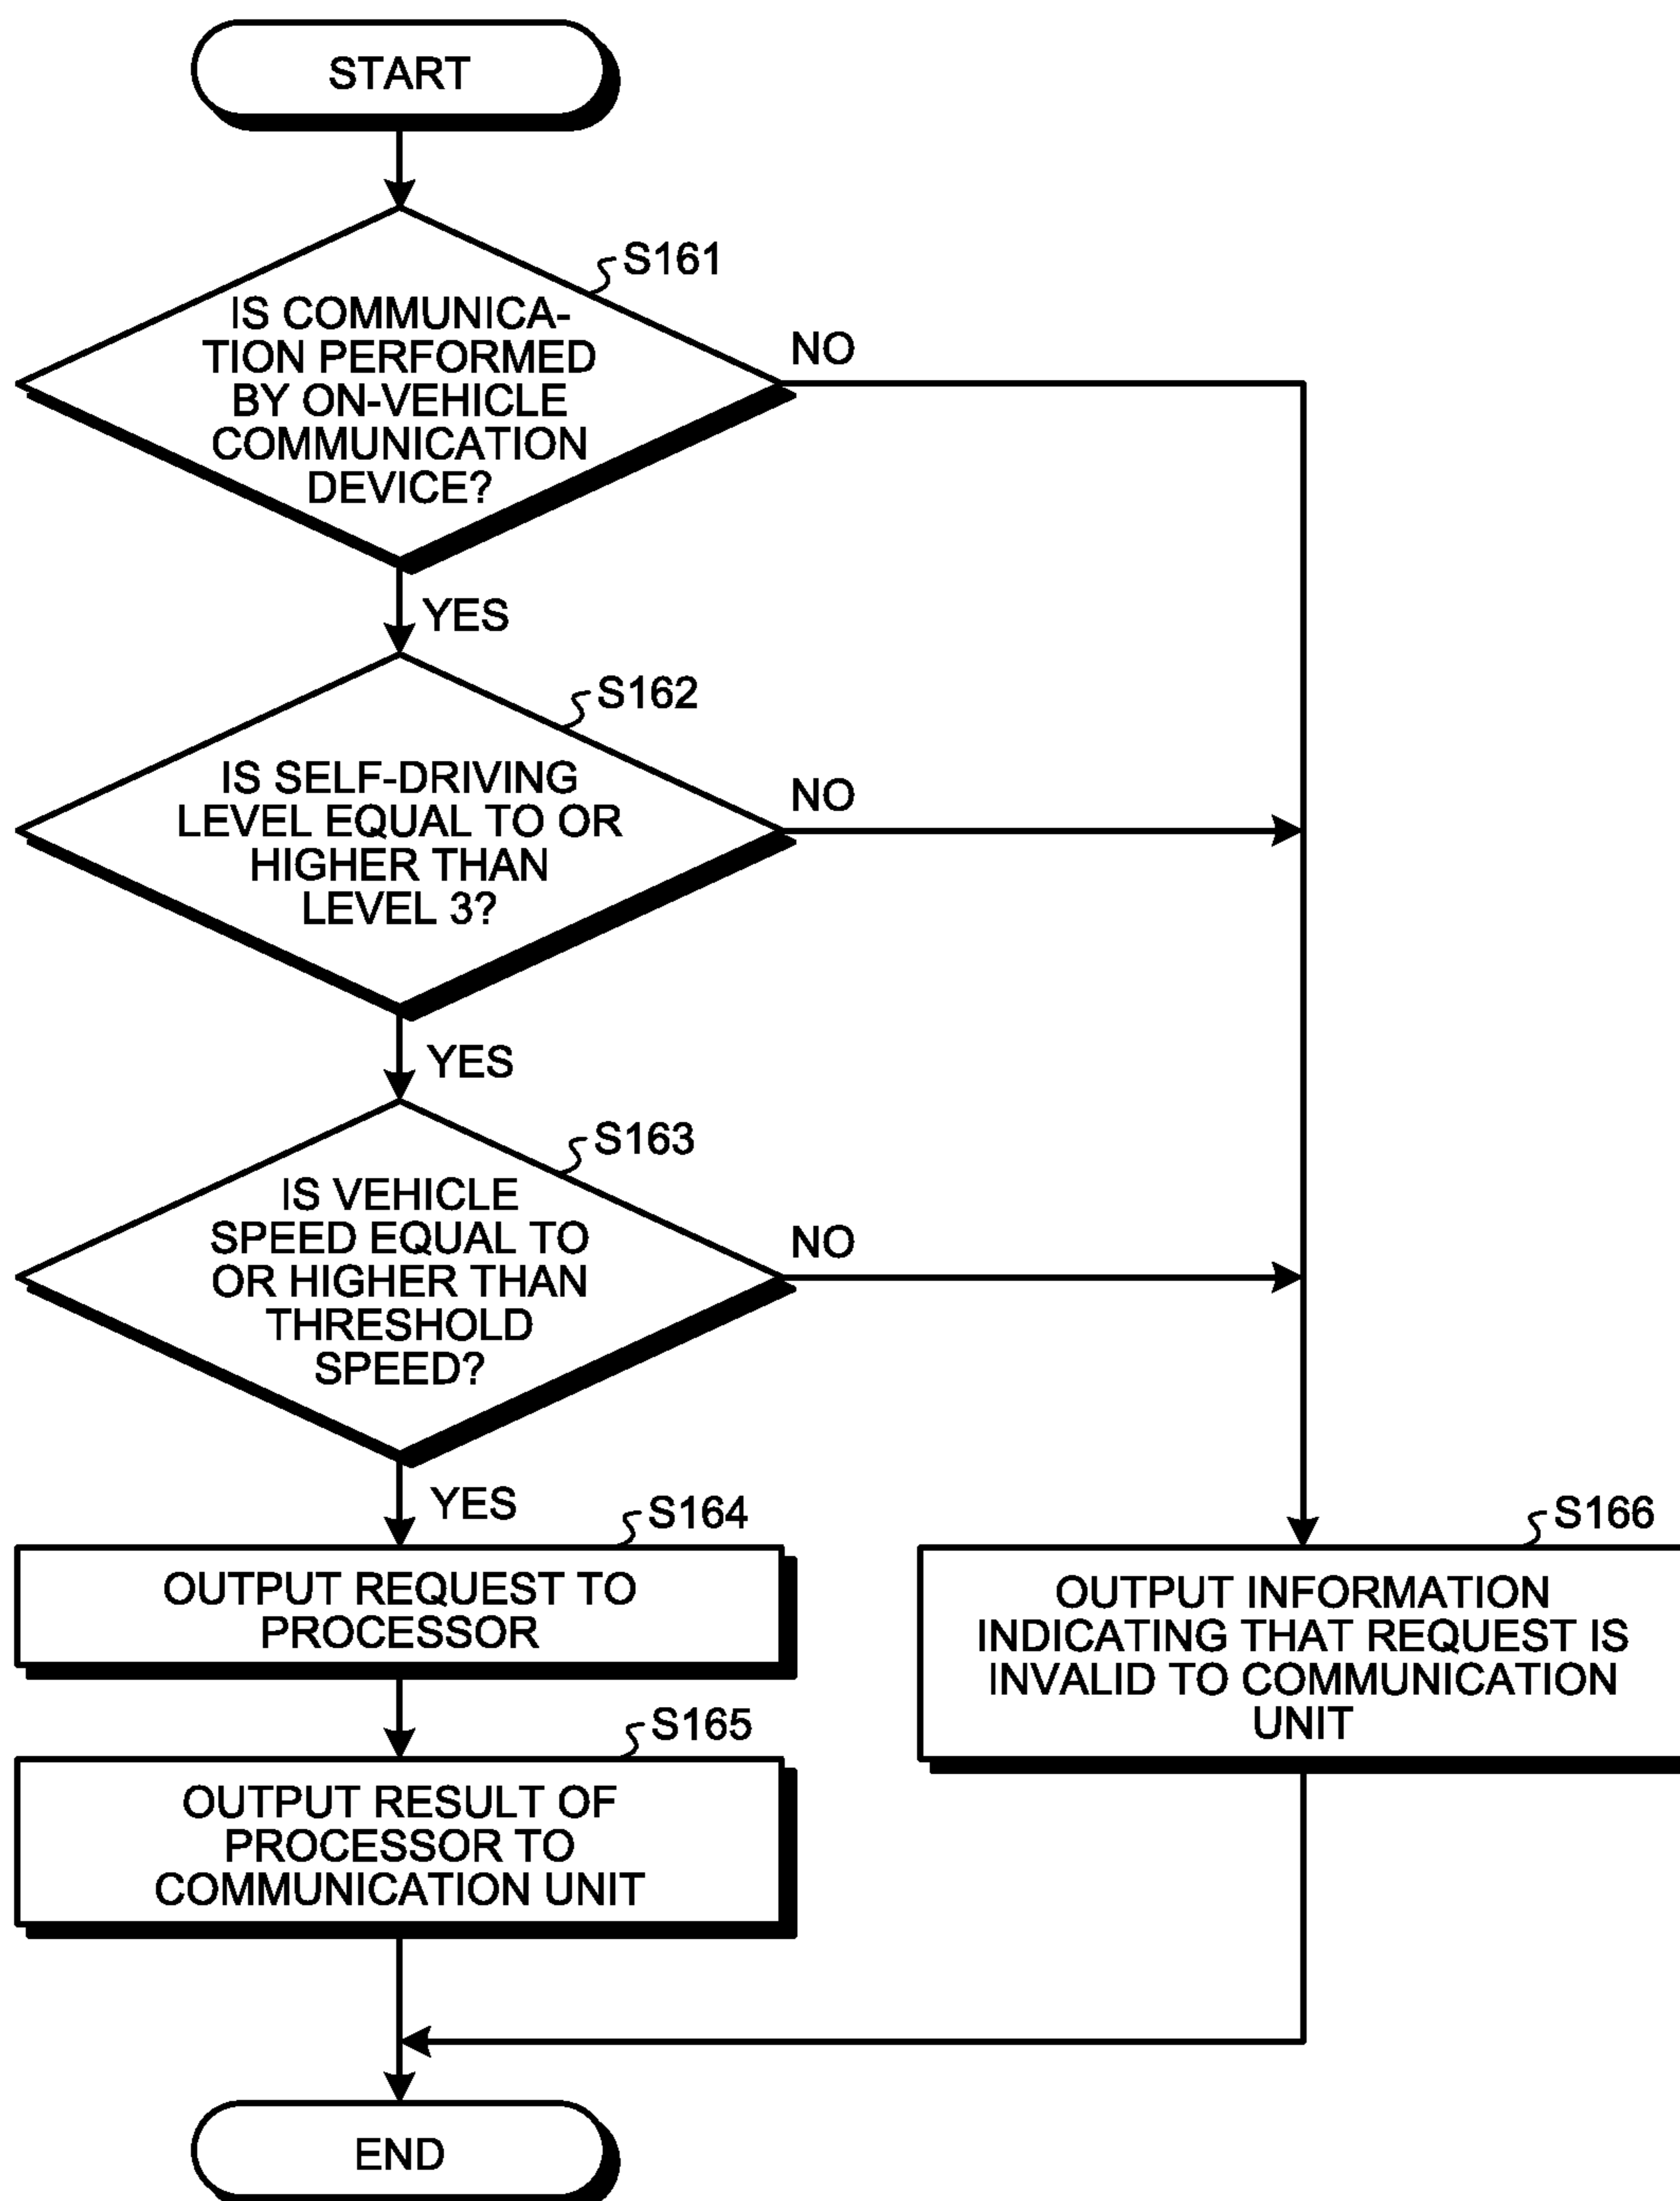 START
S161
IS COMMUNICA-
TION PERFORMED
BY ON-VEHICLE
COMMUNICATION
DEVICE?
NO
YES
S162
IS SELF-DRIVING
LEVEL EQUAL TO OR
HIGHER THAN
LEVEL 3?
NO
YES
S163
IS VEHICLE
SPEED EQUAL TO
OR HIGHER THAN
THRESHOLD
SPEED?
NO
YES
S164
OUTPUT REQUEST TO
PROCESSOR
S166
OUTPUT INFORMATION
INDICATING THAT REQUEST IS
INVALID TO COMMUNICATION
UNIT
S165
OUTPUT RESULT OF
PROCESSOR TO
COMMUNICATION UNIT
END